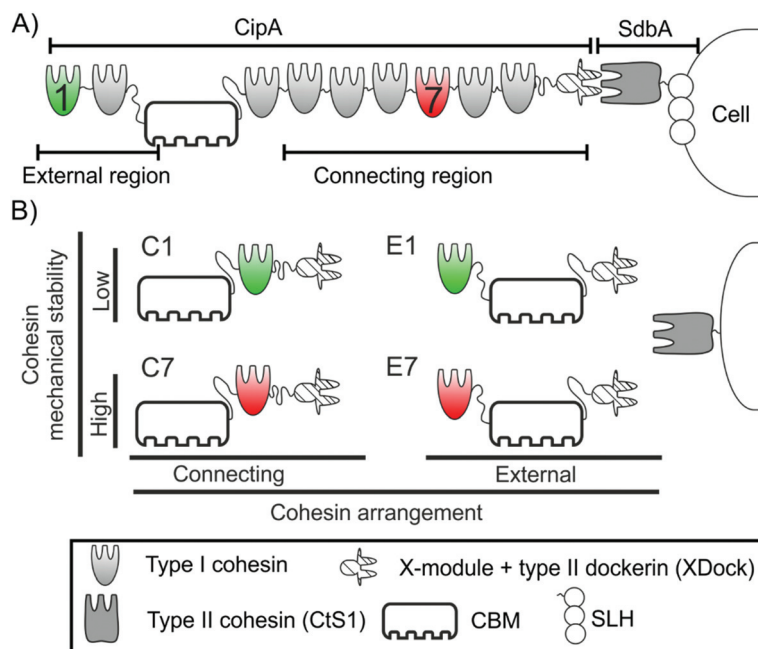 A)
CipA
SdbA
1
7
Cell
External region
Connecting region
B)
Cohesin
mechanical stability
Low
High
C1
E1
C7
E7
Connecting
External
Cohesin arrangement
Type I cohesin
X-module + type II dockerin (XDock)
Type II cohesin (CtS1)
CBM
SLH